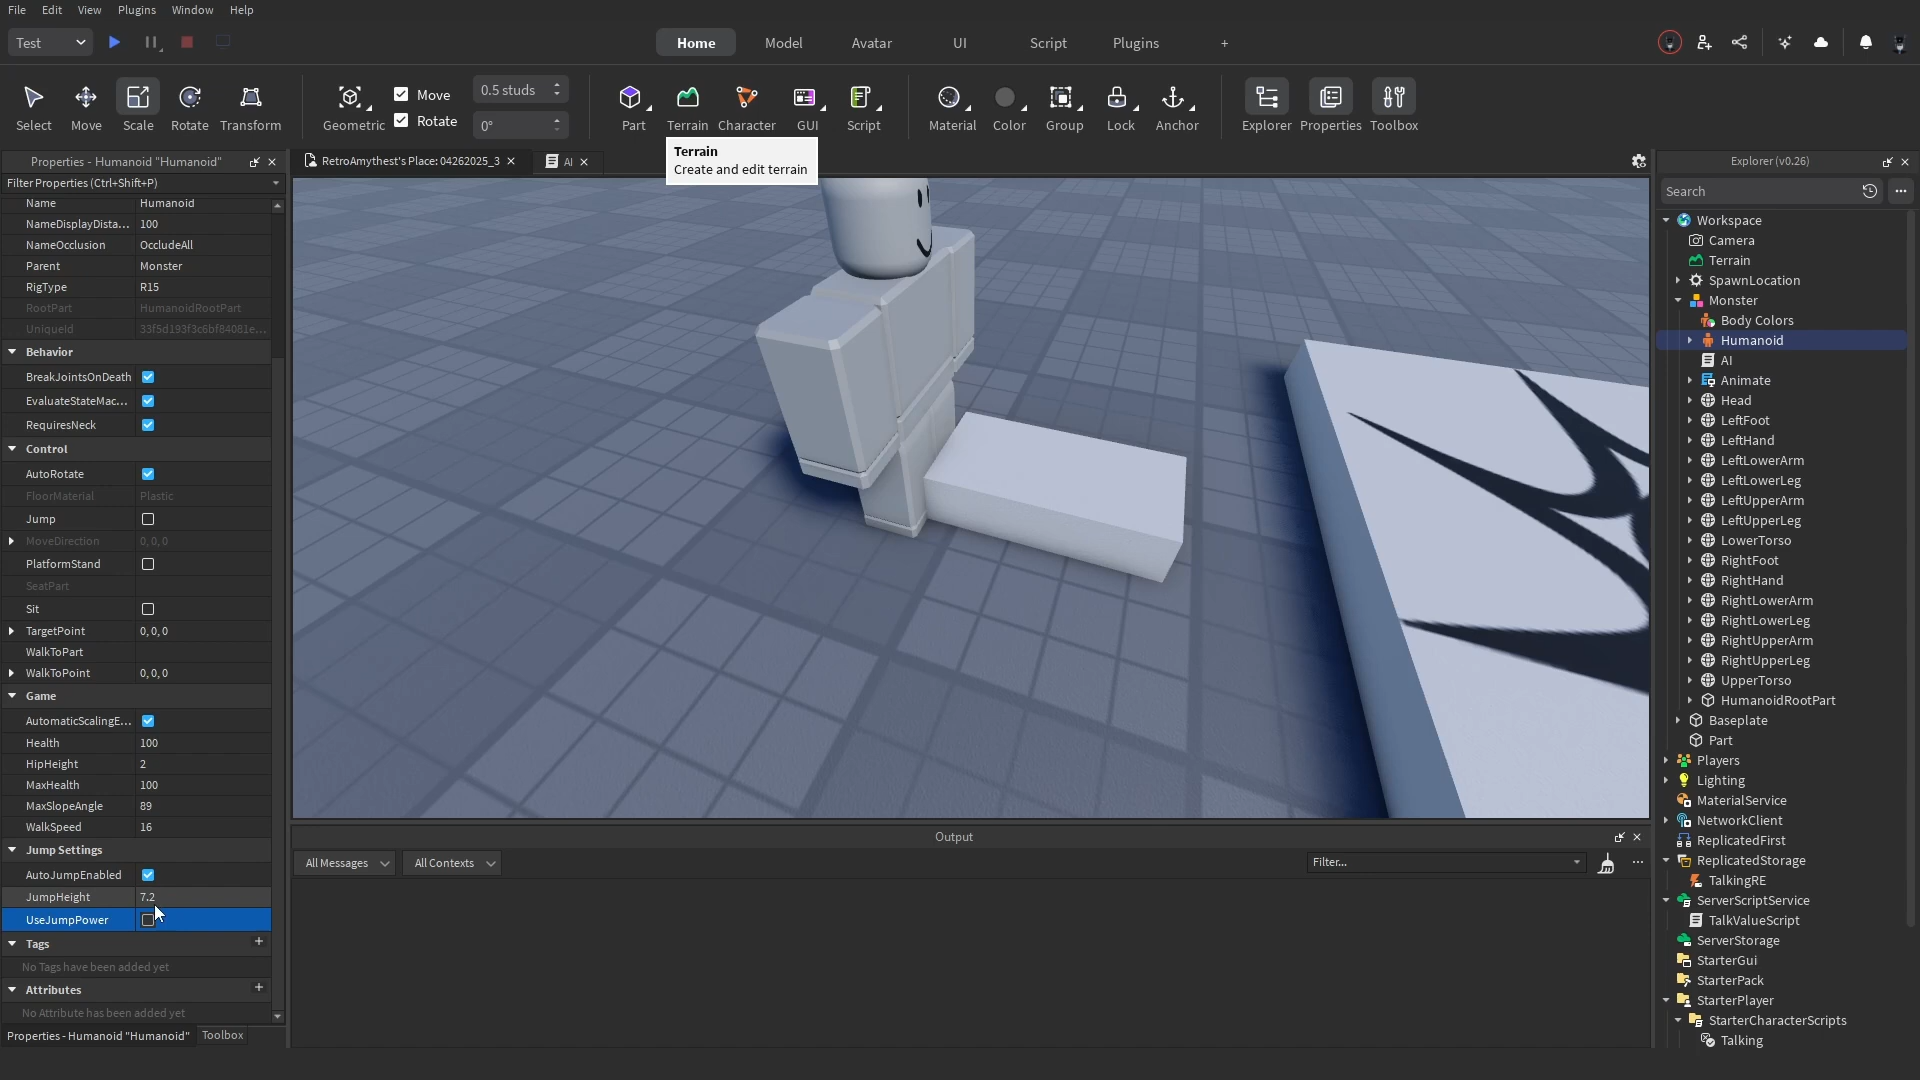 File Edit View Plugins Window Help
Test
Home Model Avatar UI Script Plugins +
Move 0.5 studs
Rotate 0°
Select Move Scale Rotate Transform Geometric Part Terrain Character GUI Script Material Color Group Lock Anchor Explorer Properties Toolbox
Terrain
Create and edit terrain
Properties - Humanoid "Humanoid"
Filter Properties (Ctrl+Shift+P)
Name Humanoid
NameDisplayDista... 100
NameOcclusion OccludeAll
Parent Monster
RigType R15
RootPart HumanoidRootPart
UniqueId 33f5d193f3c6bf84081e...
Behavior
BreakJointsOnDeath
EvaluateStateMac...
RequiresNeck
Control
AutoRotate
FloorMaterial Plastic
Jump
MoveDirection 0, 0, 0
PlatformStand
SeatPart
Sit
TargetPoint 0, 0, 0
WalkToPart
WalkToPoint 0, 0, 0
Game
AutomaticScalingE...
Health 100
HipHeight 2
MaxHealth 100
MaxSlopeAngle 89
WalkSpeed 16
Jump Settings
AutoJumpEnabled
JumpHeight 7.2
UseJumpPower
Tags +
No Tags have been added yet
Attributes +
No Attribute has been added yet
Properties - Humanoid "Humanoid" Toolbox
RetroAmythest's Place: 04262025_3 AI
Output
All Messages All Contexts Filter...
Explorer (v0.26)
Search
Workspace
Camera
Terrain
SpawnLocation
Monster
Body Colors
Humanoid
AI
Animate
Head
LeftFoot
LeftHand
LeftLowerArm
LeftLowerLeg
LeftUpperArm
LeftUpperLeg
LowerTorso
RightFoot
RightHand
RightLowerArm
RightLowerLeg
RightUpperArm
RightUpperLeg
UpperTorso
HumanoidRootPart
Baseplate
Part
Players
Lighting
MaterialService
NetworkClient
ReplicatedFirst
ReplicatedStorage
TalkingRE
ServerScriptService
TalkValueScript
ServerStorage
StarterGui
StarterPack
StarterPlayer
StarterCharacterScripts
Talking